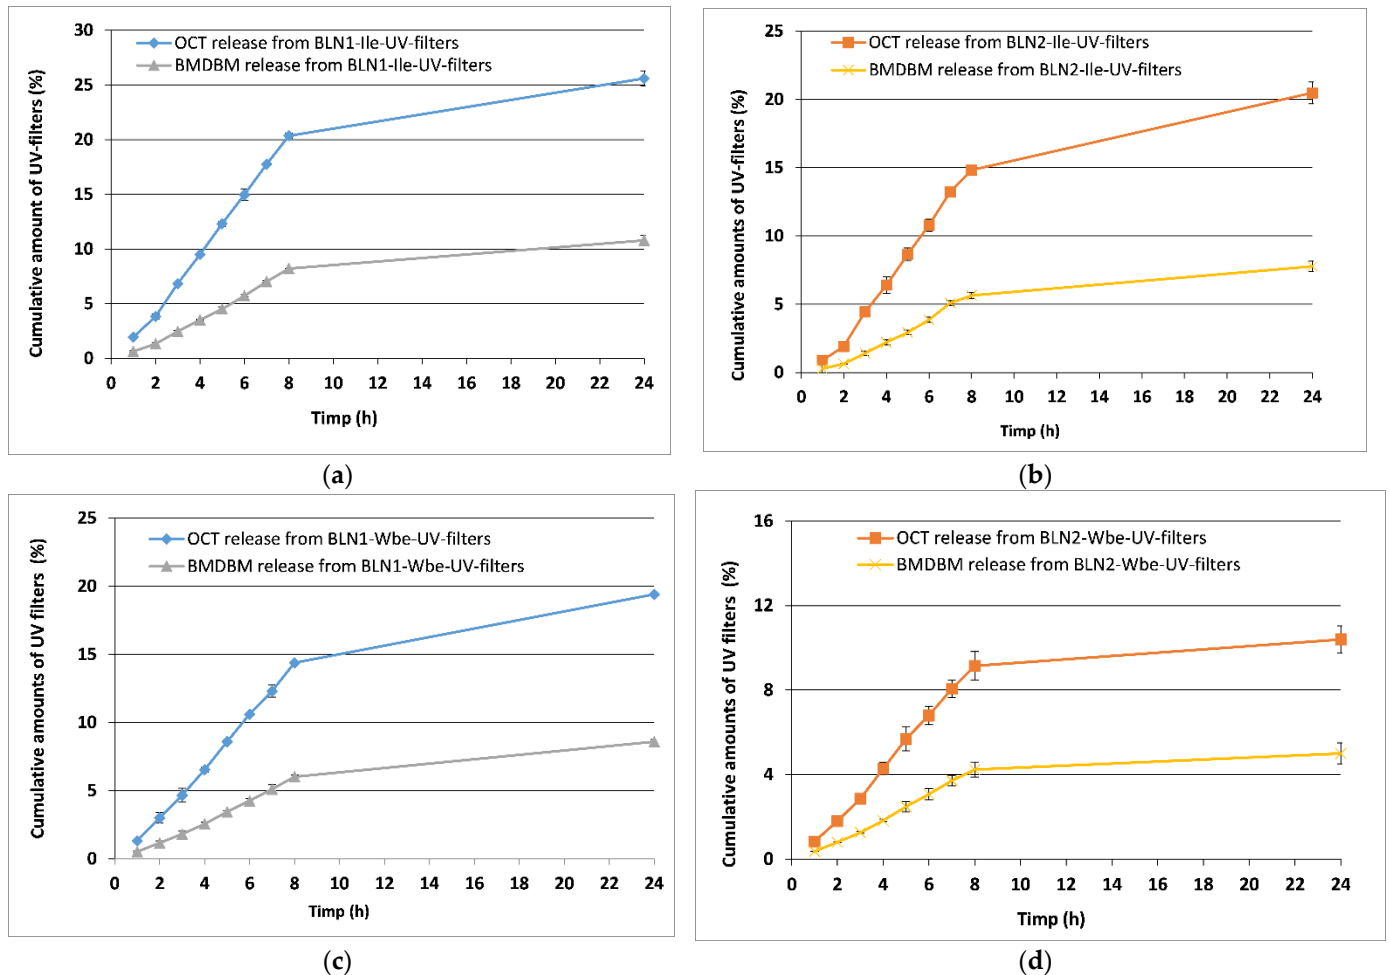 30
25
20
15
10
5
0
OCT release from BLN1-Ile-UV-filters
BMDBM release from BLN1-Ile-UV-filters
Cumulative amount of UV-filters (%)
0 2 4 6 8 10 12 14 16 18 20 22 24
Timp (h)
(a)
25
20
15
10
5
0
OCT release from BLN2-Ile-UV-filters
BMDBM release from BLN2-Ile-UV-filters
Cumulative amounts of UV-filters (%)
0 2 4 6 8 10 12 14 16 18 20 22 24
Timp (h)
(b)
25
20
15
10
5
0
OCT release from BLN1-Wbe-UV-filters
BMDBM release from BLN1-Wbe-UV-filters
Cumulative amounts of UV filters (%)
0 2 4 6 8 10 12 14 16 18 20 22 24
Timp (h)
(c)
16
12
8
4
0
OCT release from BLN2-Wbe-UV-filters
BMDBM release from BLN2-Wbe-UV-filters
Cumulative amounts of UV filters (%)
0 2 4 6 8 10 12 14 16 18 20 22 24
Timp (h)
(d)